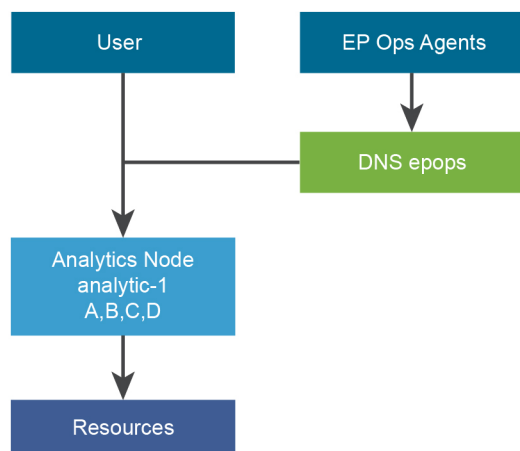 User
EP Ops Agents
DNS epops
Analytics Node
analytic-1
A,B,C,D
Resources